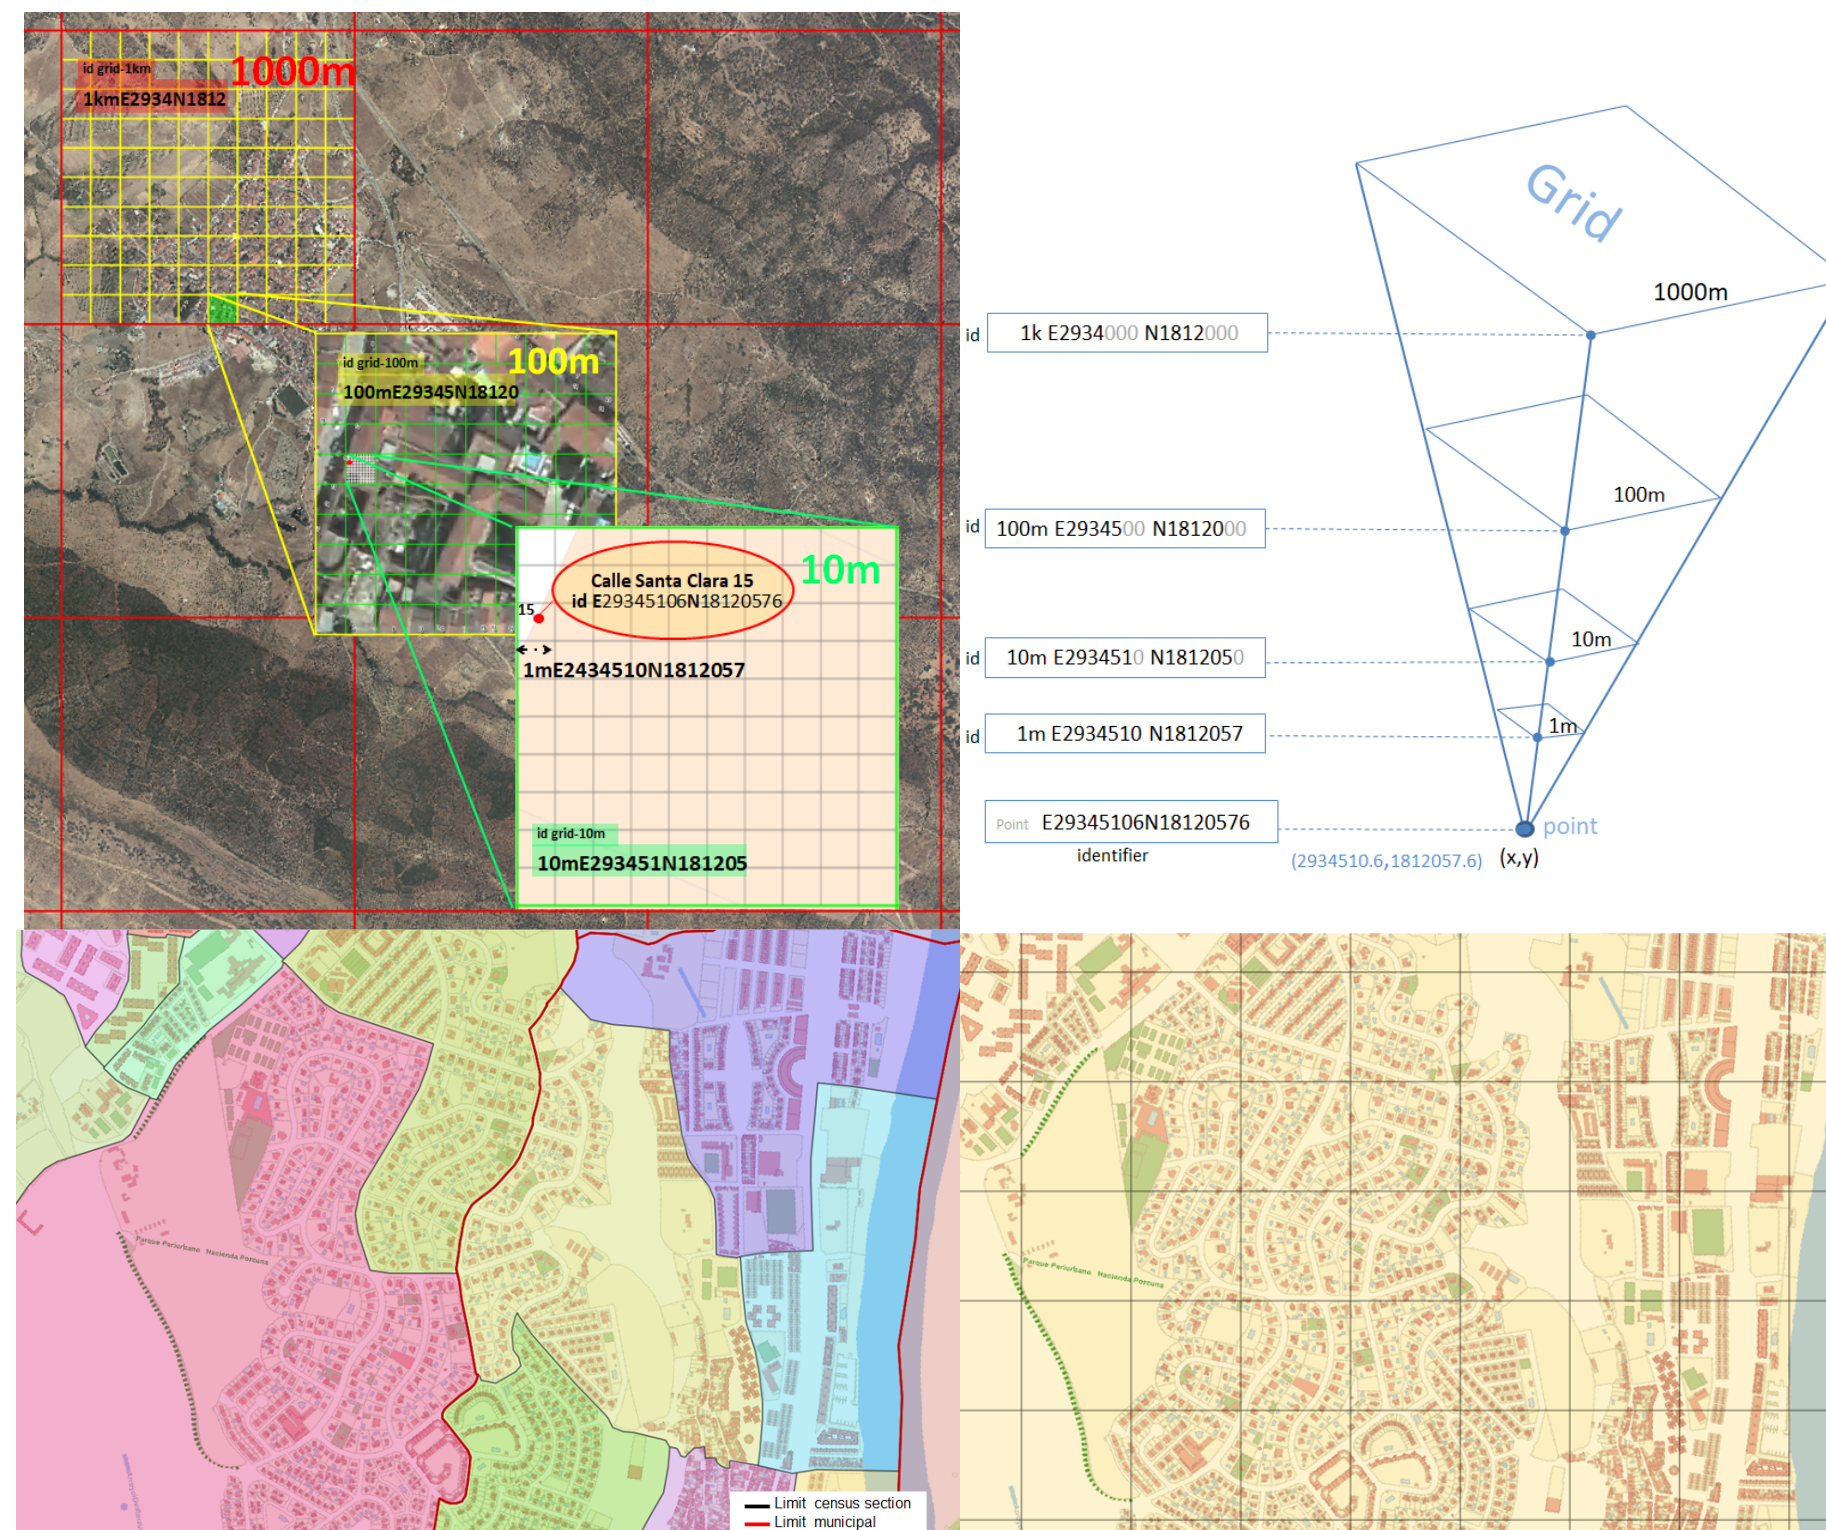 id grid-1km
1000m
1kmE2934N1812
id grid-100m
100m
100mE29345N18120
10m
Calle Santa Clara 15
id E29345106N18120576
15
1mE2434510N1812057
id grid-10m
10mE293451N181205
Grid
1000m
id
1k E2934000 N1812000
100m
id
100m E2934500 N1812000
10m
id
10m E2934510 N1812050
1m
id
1m E2934510 N1812057
Point E29345106N18120576
point
identifier
(2934510.6,1812057.6) (x,y)
Parque Periurbano Hacienda Porzuna
Limit census section
Limit municipal
Parque Periurbano Hacienda Porzuna